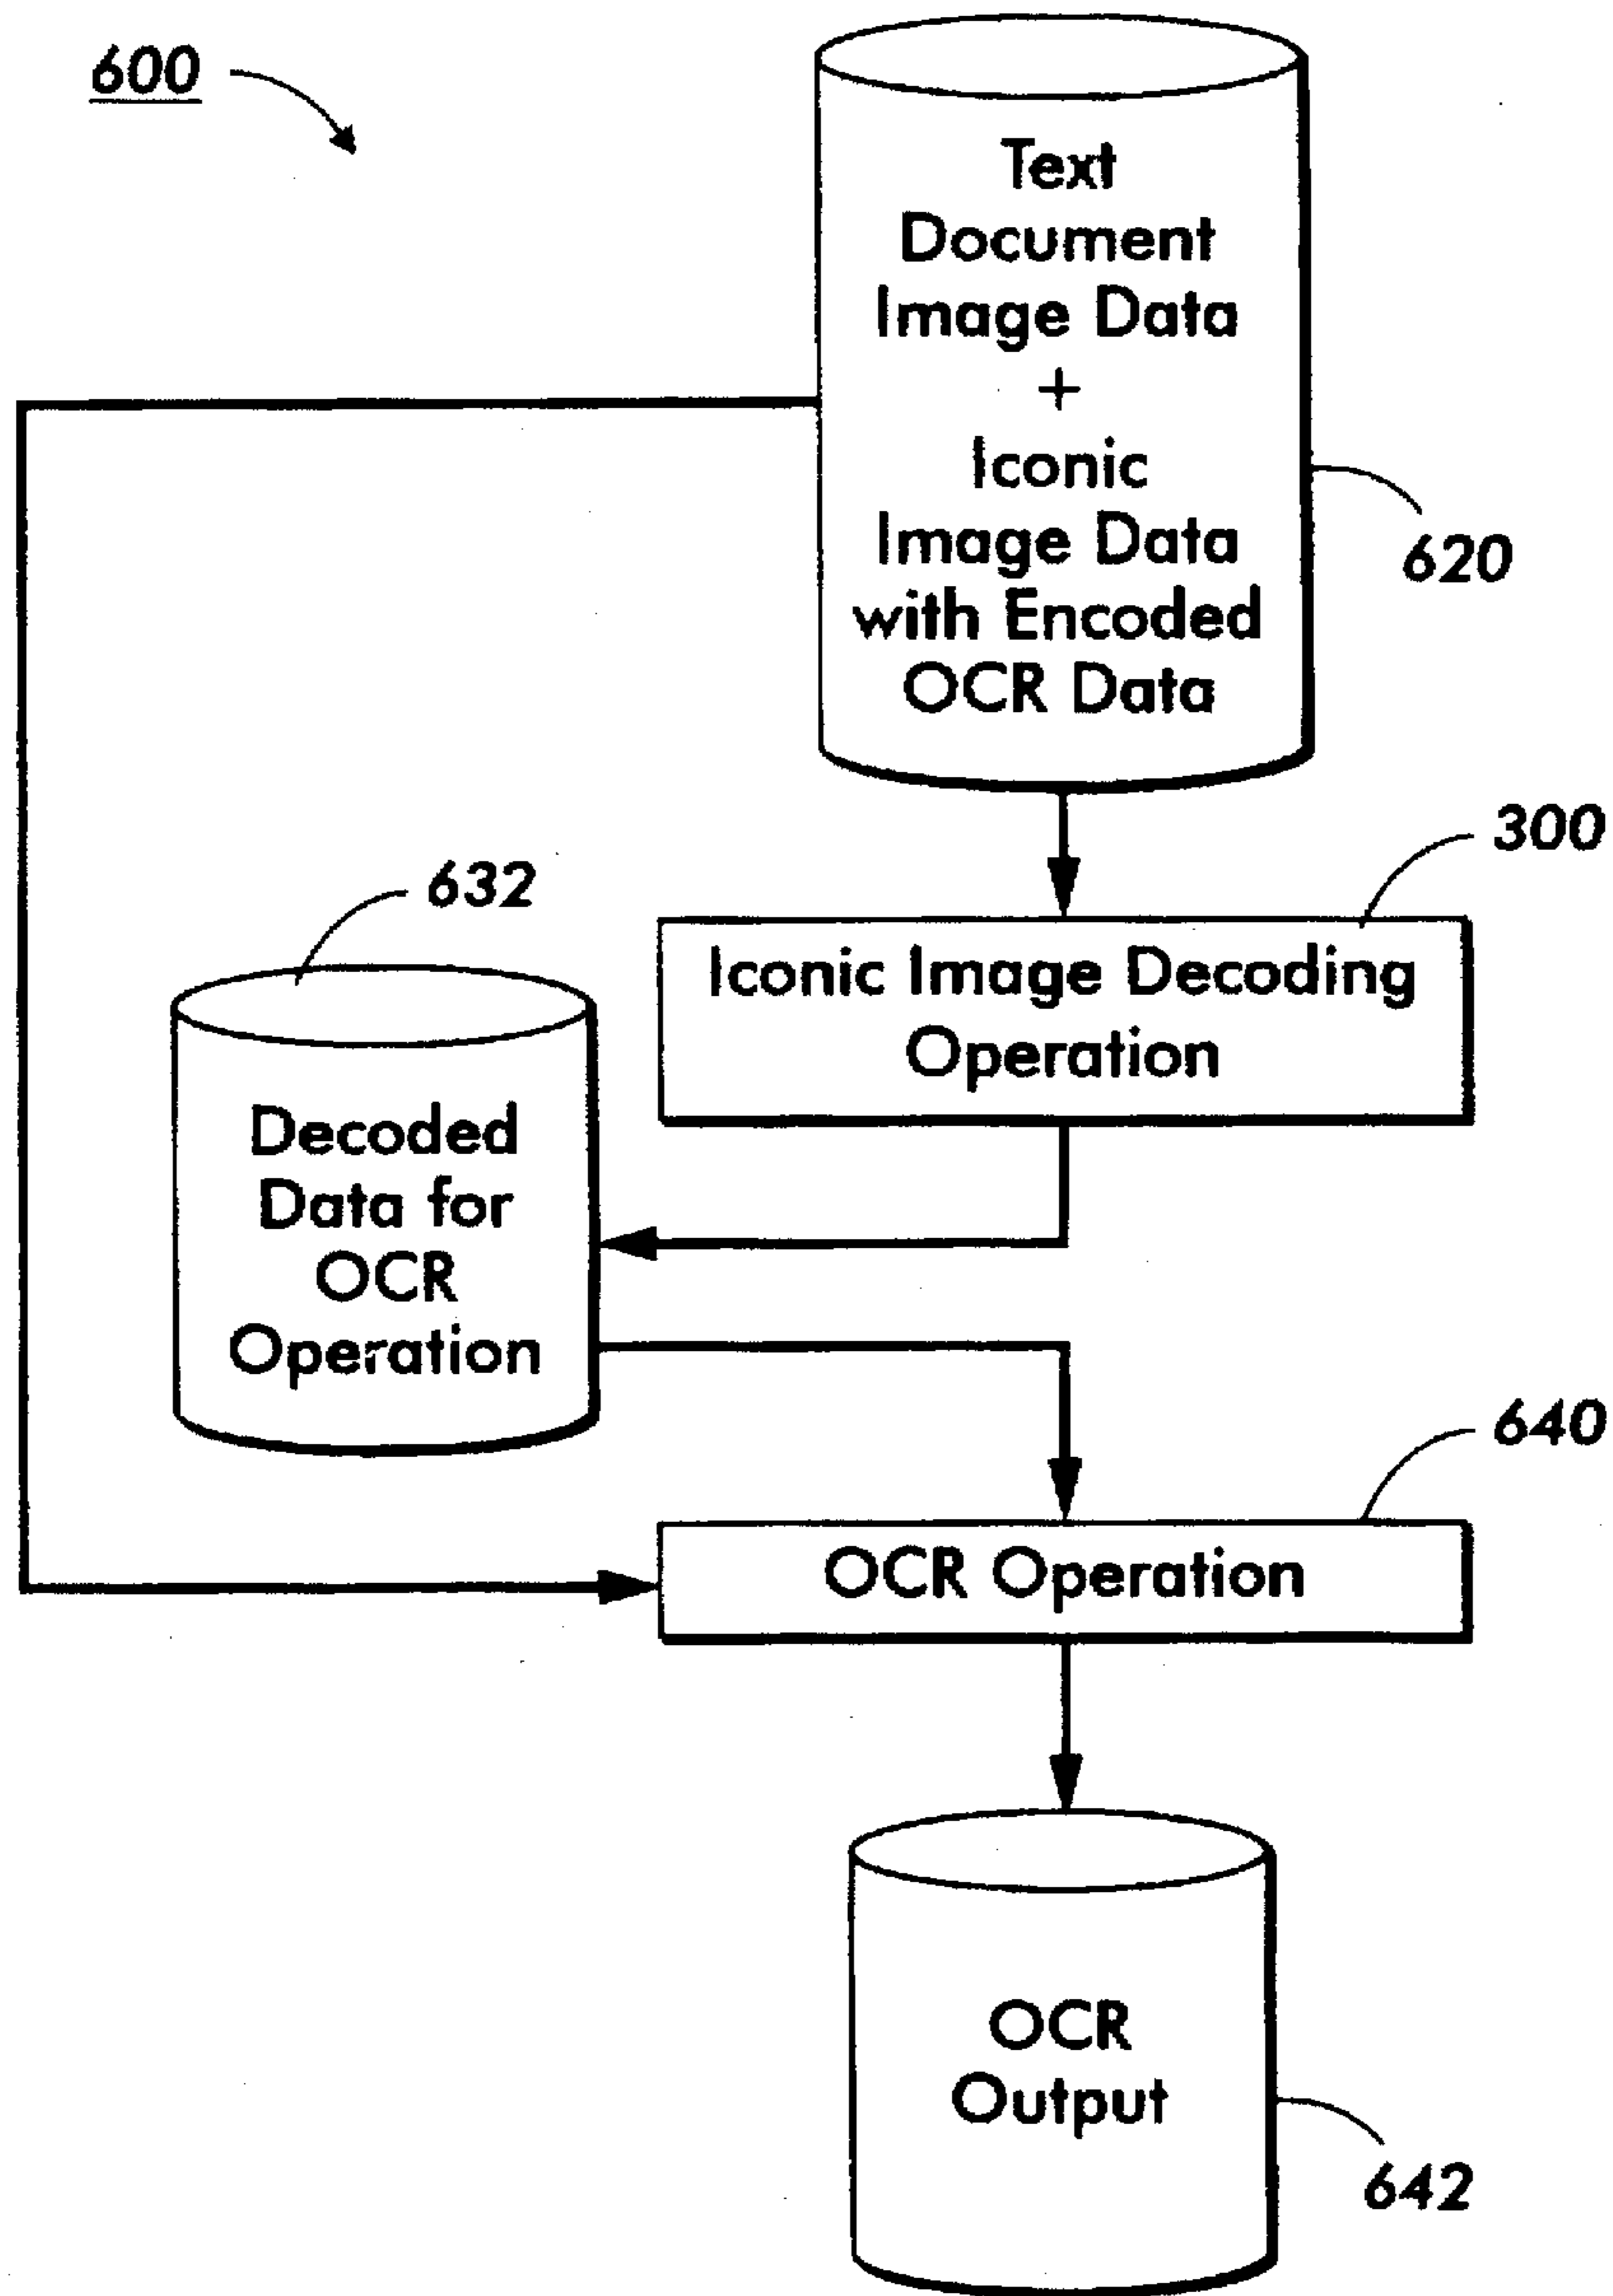 600
Text
Document
Image Data
+
Iconic
Image Data
with Encoded
OCR Data
620
300
Iconic Image Decoding
Operation
632
Decoded
Data for
OCR
Operation
640
OCR Operation
OCR
Output
642